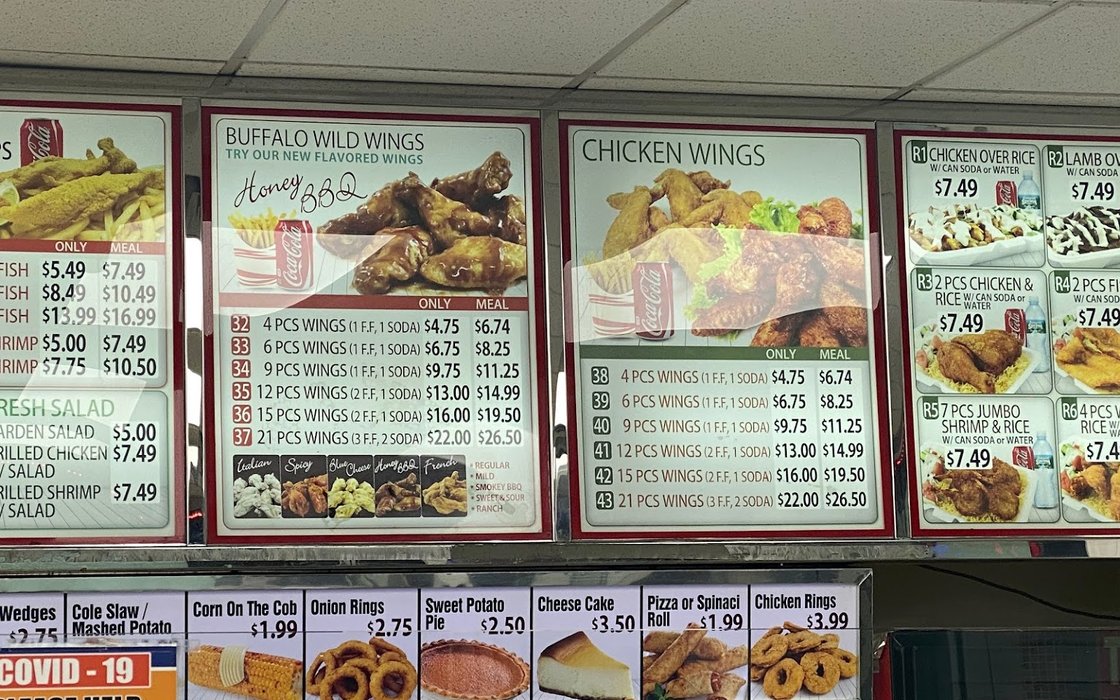 Coca-Cola
ONLY MEAL
FISH $5.49 $7.49
FISH $8.49 $10.49
FISH $13.99 $16.99
$5.00 $7.49
$7.75 $10.50
SALAD
SALAD $5.00
CHICKEN $7.49
SALAD
SHRIMP $7.49
SALAD
BUFFALO WILD WINGS
TRY OUR NEW FLAVORED WINGS
Honey
BBQ
Coca-Cola
ONLY MEAL
32 4 PCS WINGS (1 F.F, 1 SODA) $4.75 $6.74
33 6 PCS WINGS (1 F.F, 1 SODA) $6.75 $8.25
34 9 PCS WINGS (1 F.F, 1 SODA) $9.75 $11.25
35 12 PCS WINGS (2 F.F, 1 SODA) $13.00 $14.99
36 15 PCS WINGS (2 F.F, 1 SODA) $16.00 $19.50
37 21 PCS WINGS (3 F.F, 2 SODA) $22.00 $26.50
Italian Spicy Blue Cheese Honey BBQ French
• REGULAR
• MILD
• SMOKEY BBQ
• SWEET & SOUR
• RANCH
CHICKEN WINGS
Coca-Cola
ONLY MEAL
38 4 PCS WINGS (1 F.F, 1 SODA) $4.75 $6.74
39 6 PCS WINGS (1 F.F, 1 SODA) $6.75 $8.25
40 9 PCS WINGS (1 F.F, 1 SODA) $9.75 $11.25
41 12 PCS WINGS (2 F.F, 1 SODA) $13.00 $14.99
42 15 PCS WINGS (2 F.F, 1 SODA) $16.00 $19.50
43 21 PCS WINGS (3 F.F, 2 SODA) $22.00 $26.50
R1 CHICKEN OVER RICE
W/ CAN SODA or WATER
$7.49
R2 LAMB
W/ CAN
$7.49
R3 2 PCS CHICKEN &
RICE W/ CAN SODA or
WATER
$7.49
R4 2 PCS
W/ CAN SO
$7.49
R5 7 PCS JUMBO
SHRIMP & RICE
W/ CAN SODA or WATER
$7.49
R6 4 PCS
RICE
Wedges
$2.75
Cole Slaw /
Mashed Potato
Corn On The Cob
$1.99
Onion Rings
$2.75
Sweet Potato
Pie $2.50
Cheese Cake
$3.50
Pizza or Spinaci
Roll $1.99
Chicken Rings
$3.99
COVID - 19